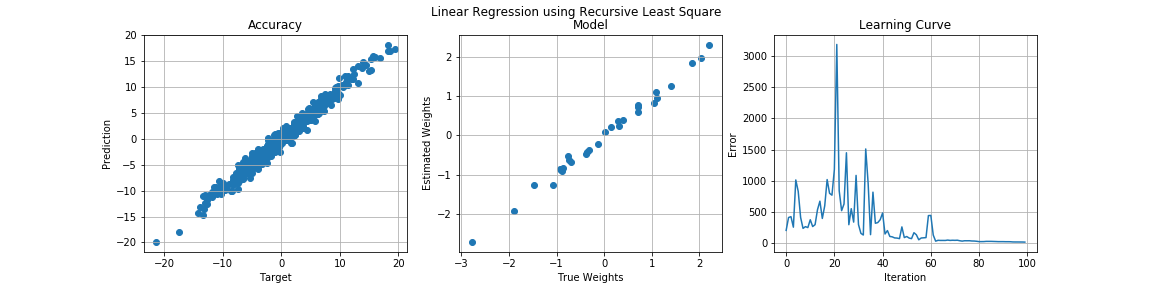 Linear Regression using Recursive Least Square
Accuracy
Prediction
20
15
10
5
0
−5
−10
−15
−20
−20 −10 0 10 20
Target
Model
Estimated Weights
2
1
0
−1
−2
−3 −2 −1 0 1 2
True Weights
Learning Curve
Error
3000
2500
2000
1500
1000
500
0
0 20 40 60 80 100
Iteration